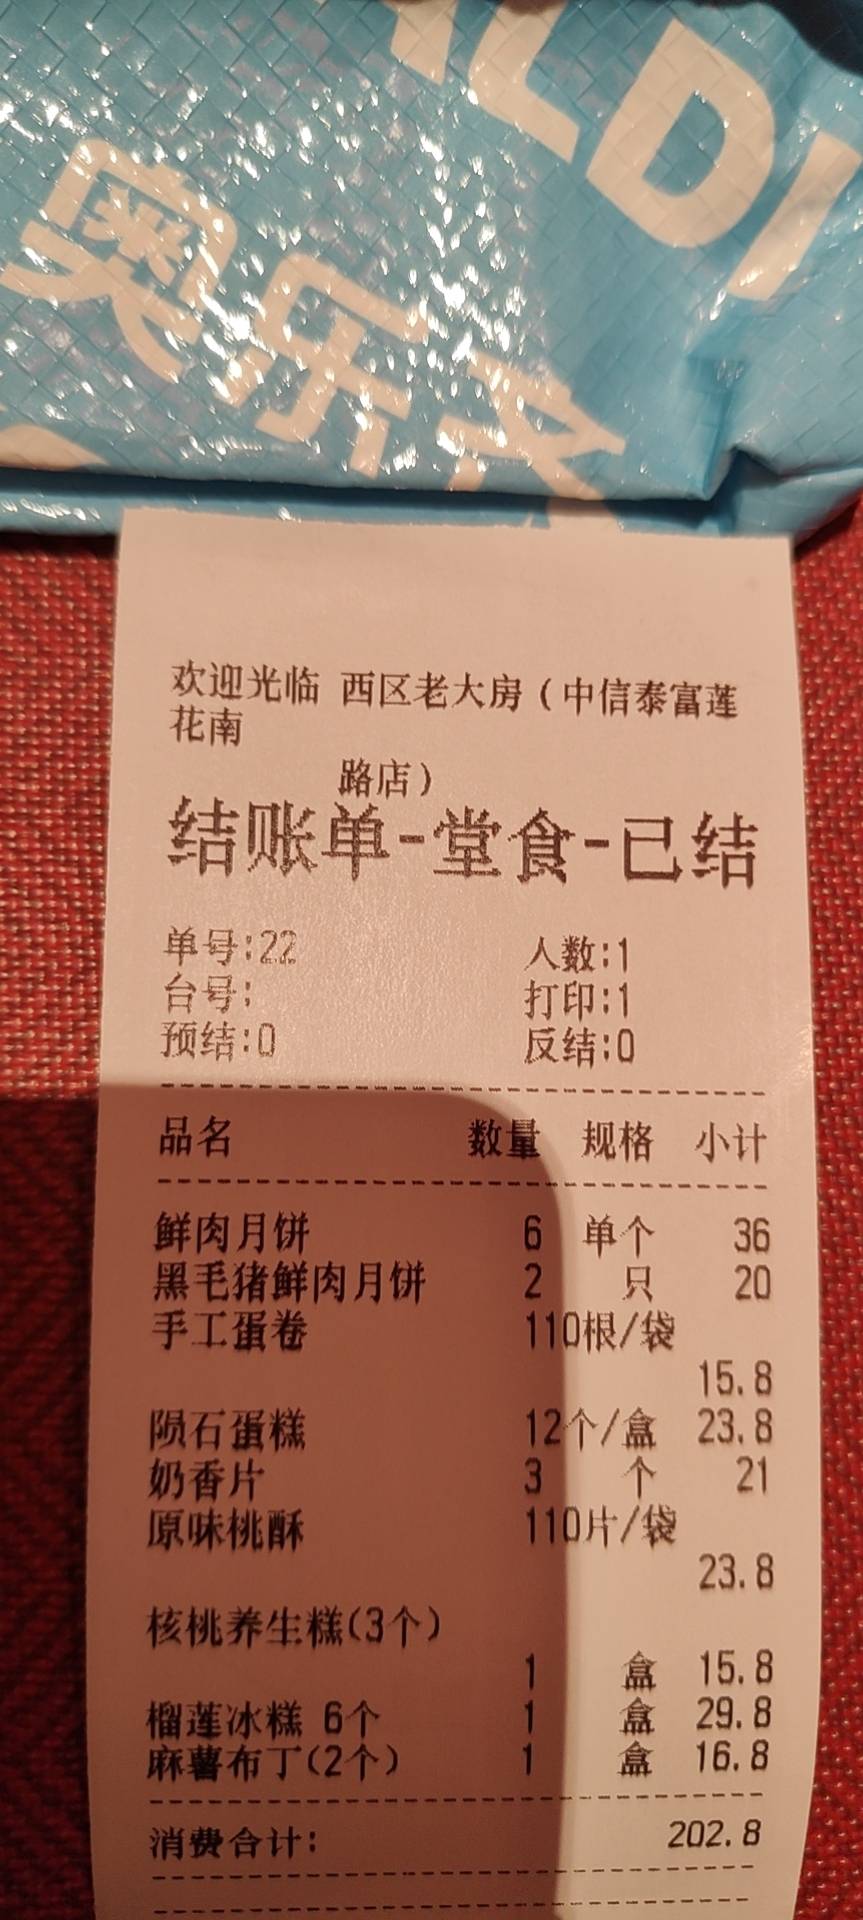 ALDI
奥乐齐
欢迎光临 西区老大房(中信泰富莲
花南
路店)
结账单-堂食-已结
单号:22 人数:1
台号: 打印:1
预结:0 反结:0
品名 数量 规格 小计
鲜肉月饼 6 单个 36
黑毛猪鲜肉月饼 2 只 20
手工蛋卷 110根/袋
15.8
陨石蛋糕 12个/盒 23.8
奶香片 3 个 21
原味桃酥 110片/袋
23.8
核桃养生糕(3个)
1 盒 15.8
榴莲冰糕 6个 1 盒 29.8
麻薯布丁(2个) 1 盒 16.8
消费合计: 202.8